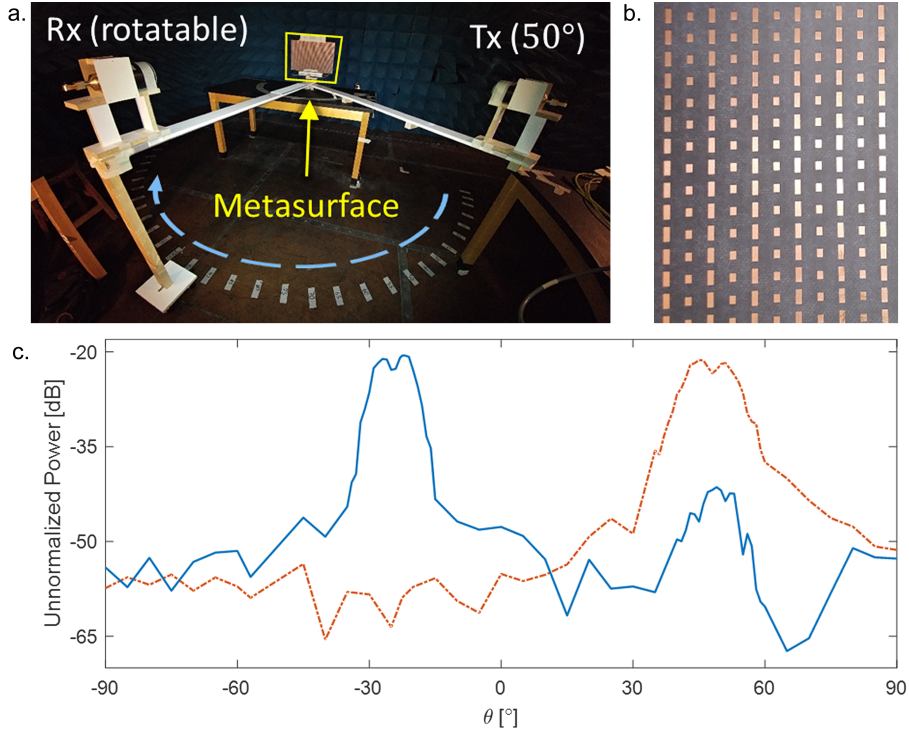 a.
b.
Rx (rotatable)
Tx (50°)
Metasurface
c.
-20
-35
-50
-65
Unnormalized Power [dB]
-90
-60
-30
0
30
60
90
θ [°]